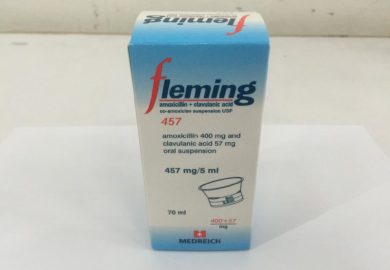 fleming
amoxicillin + clavulanic acid
co-amoxiclav suspension USP
457
amoxicillin 400 mg and
clavulanic acid 57 mg
oral suspension
457 mg/5 ml
70 ml
400+57
mg
MEDREICH